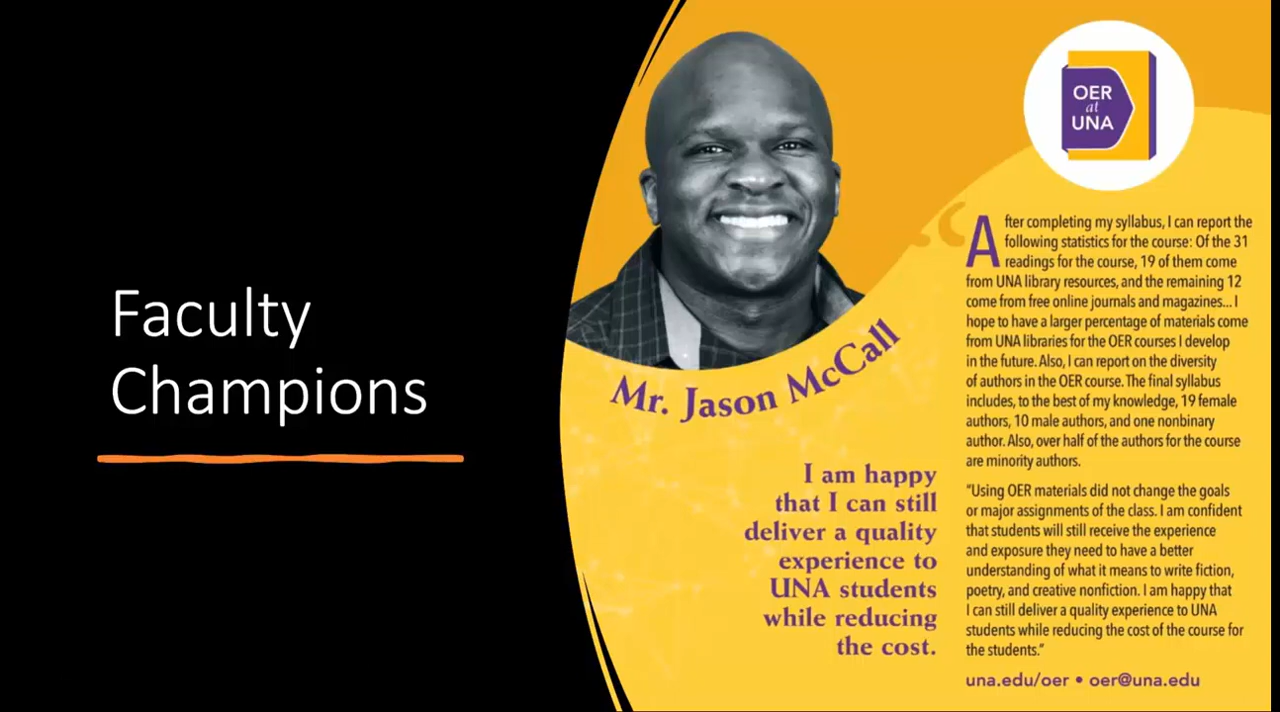 Faculty
Champions
OER
at
UNA
Mr. Jason McCall
I am happy
that I can still
deliver a quality
experience to
UNA students
while reducing
the cost.
“
After completing my syllabus, I can report the
following statistics for the course: Of the 31
readings for the course, 19 of them come
from UNA library resources, and the remaining 12
come from free online journals and magazines... I
hope to have a larger percentage of materials come
from UNA libraries for the OER courses I develop
in the future. Also, I can report on the diversity
of authors in the OER course. The final syllabus
includes, to the best of my knowledge, 19 female
authors, 10 male authors, and one nonbinary
author. Also, over half of the authors for the course
are minority authors.
“Using OER materials did not change the goals
or major assignments of the class. I am confident
that students will still receive the experience
and exposure they need to have a better
understanding of what it means to write fiction,
poetry, and creative nonfiction. I am happy that
I can still deliver a quality experience to UNA
students while reducing the cost of the course for
the students.”
una.edu/oer • oer@una.edu